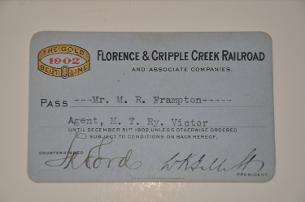 THE GOLD
1902
BELT LINE
FLORENCE & CRIPPLE CREEK RAILROAD
AND ASSOCIATE COMPANIES.
PASS ---Mr. M. R. Frampton-----
Agent, M. T. Ry. Victor
UNTIL DECEMBER 31ST 1902 UNLESS OTHERWISE ORDERED
SUBJECT TO CONDITIONS ON BACK HEREOF.
COUNTERSIGNED
PRESIDENT